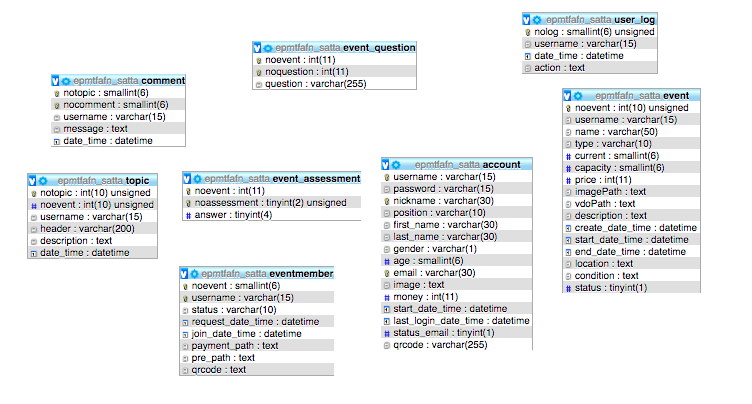 epmtfafn_satta user_log
nolog : smallint(6) unsigned
username : varchar(15)
date_time : datetime
action : text
epmtfafn_satta event_question
noevent : int(11)
noquestion : int(11)
question : varchar(255)
epmtfafn_satta comment
notopic : smallint(6)
nocomment : smallint(6)
username : varchar(15)
message : text
date_time : datetime
epmtfafn_satta event
noevent : int(10) unsigned
username : varchar(15)
name : varchar(50)
type : varchar(10)
current : smallint(6)
capacity : smallint(6)
price : int(11)
imagePath : text
vdoPath : text
description : text
create_date_time : datetime
start_date_time : datetime
end_date_time : datetime
location : text
condition : text
status : tinyint(1)
epmtfafn_satta topic
notopic : int(10) unsigned
noevent : int(10) unsigned
username : varchar(15)
header : varchar(200)
description : text
date_time : datetime
epmtfafn_satta event_assessment
noevent : int(11)
noassessment : tinyint(2) unsigned
answer : tinyint(4)
epmtfafn_satta account
username : varchar(15)
password : varchar(15)
nickname : varchar(30)
position : varchar(10)
first_name : varchar(30)
last_name : varchar(30)
gender : varchar(1)
age : smallint(6)
email : varchar(30)
image : text
money : int(11)
start_date_time : datetime
last_login_date_time : datetime
status_email : tinyint(1)
qrcode : varchar(255)
epmtfafn_satta eventmember
noevent : smallint(6)
username : varchar(15)
status : varchar(10)
request_date_time : datetime
join_date_time : datetime
payment_path : text
pre_path : text
qrcode : text